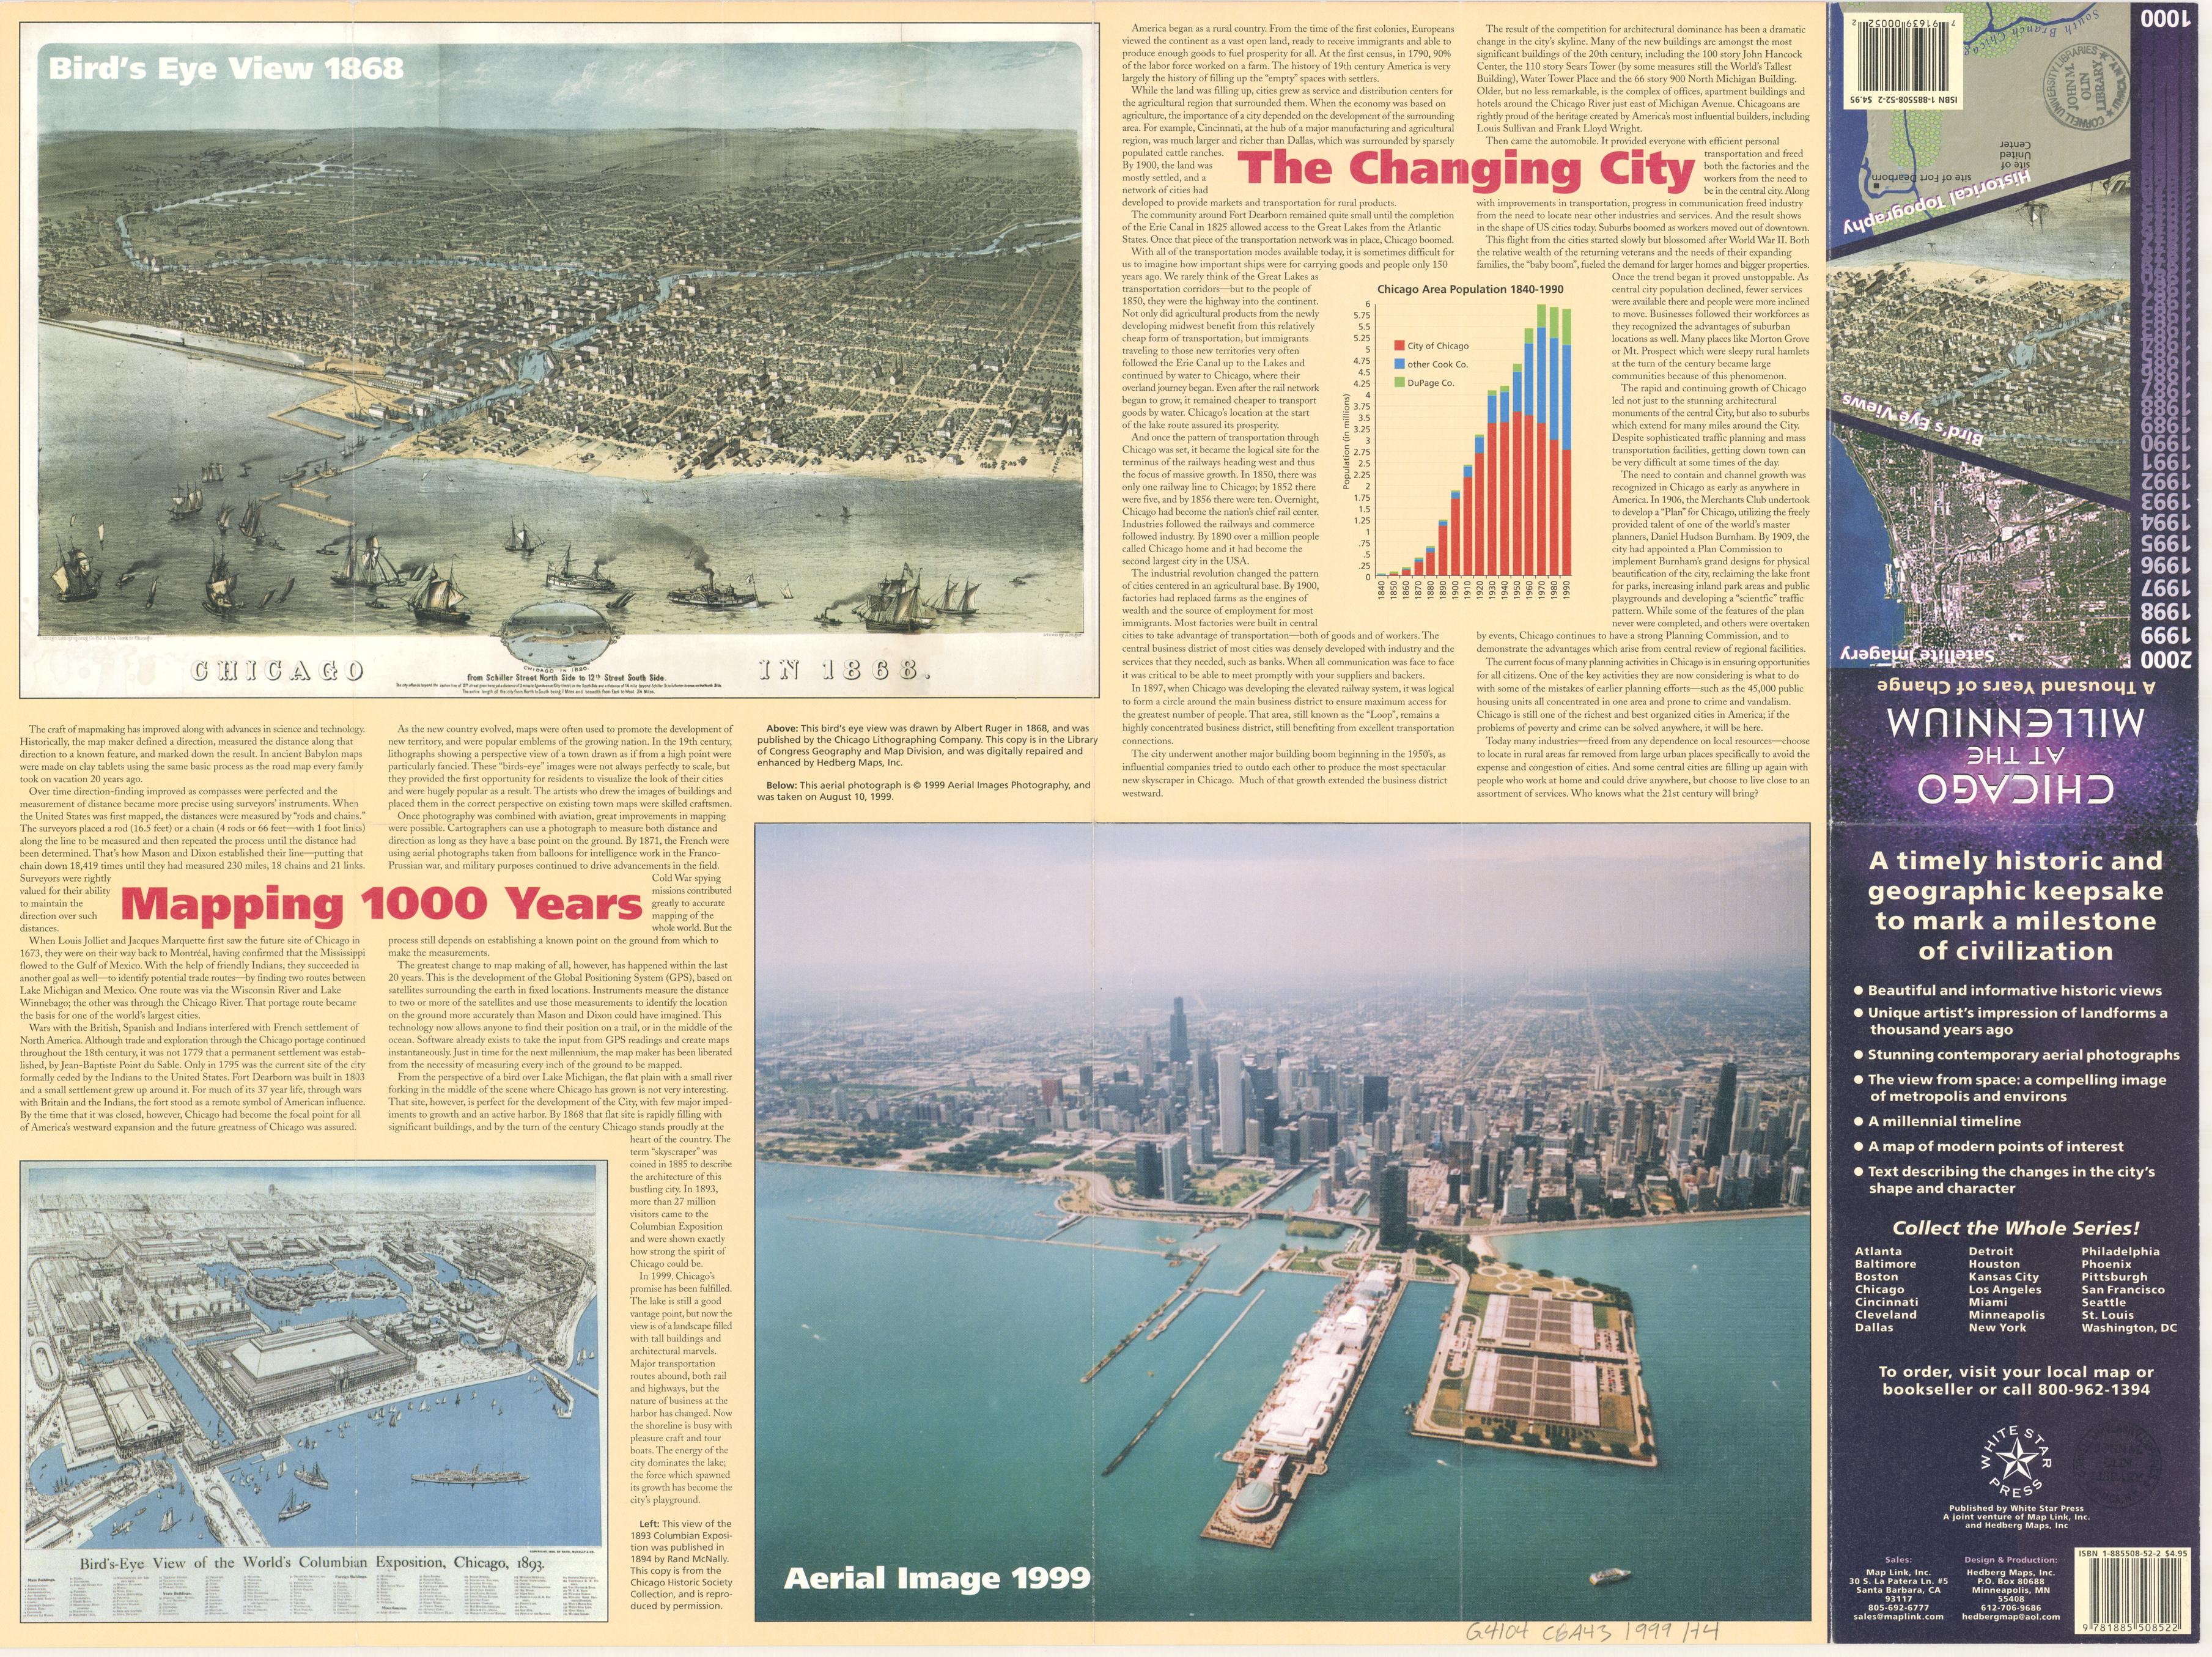 Bird's Eye View 1868
CHICAGO IN 1868.
CHICAGO IN 1820.
from Schiller Street North Side to 12th Street South Side.
The craft of mapmaking has improved along with advances in science and technology.
Historically, the map maker defined a direction, measured the distance along that
direction to a known feature, and marked down the result. In ancient Babylon maps
were made on clay tablets using the same basic process as the road map every family
took on vacation 20 years ago.
Over time direction-finding improved as compasses were perfected and the
measurement of distance became more precise using surveyors' instruments. When
the United States was first mapped, the distances were measured by "rods and chains."
The surveyors placed a rod (16.5 feet) or a chain (4 rods or 66 feet—with 1 foot links)
along the line to be measured and then repeated the process until the distance had
been determined. That's how Mason and Dixon established their line—putting that
chain down 18,419 times until they had measured 230 miles, 18 chains and 21 links.
Surveyors were rightly
valued for their ability
to maintain the
direction over such
distances.
Mapping 1000 Years
When Louis Jolliet and Jacques Marquette first saw the future site of Chicago in
1673, they were on their way back to Montréal, having confirmed that the Mississippi
flowed to the Gulf of Mexico. With the help of friendly Indians, they succeeded in
another goal as well—to identify potential trade routes—by finding two routes between
Lake Michigan and Mexico. One route was via the Wisconsin River and Lake
Winnebago; the other was through the Chicago River. That portage route became
the basis for one of the world's largest cities.
Wars with the British, Spanish and Indians interfered with French settlement of
North America. Although trade and exploration through the Chicago portage continued
throughout the 18th century, it was not 1779 that a permanent settlement was estab-
lished, by Jean-Baptiste Point du Sable. Only in 1795 was the current site of the city
formally ceded by the Indians to the United States. Fort Dearborn was built in 1803
and a small settlement grew up around it. For much of its 37 year life, through wars
with Britain and the Indians, the fort stood as a remote symbol of American influence.
By the time that it was closed, however, Chicago had become the focal point for all
of America's westward expansion and the future greatness of Chicago was assured.
As the new country evolved, maps were often used to promote the development of
new territory, and were popular emblems of the growing nation. In the 19th century,
lithographs showing a perspective view of a town drawn as if from a high point were
particularly fancied. These "birds-eye" images were not always perfectly to scale, but
they provided the first opportunity for residents to visualize the look of their cities
and were hugely popular as a result. The artists who drew the images of buildings and
placed them in the correct perspective on existing town maps were skilled craftsmen.
Once photography was combined with aviation, great improvements in mapping
were possible. Cartographers can use a photograph to measure both distance and
direction as long as they have a base point on the ground. By 1871, the French were
using aerial photographs taken from balloons for intelligence work in the Franco-
Prussian war, and military purposes continued to drive advancements in the field.
Cold War spying
missions contributed
greatly to accurate
mapping of the
whole world. But the
process still depends on establishing a known point on the ground from which to
make the measurements.
The greatest change to map making of all, however, has happened within the last
20 years. This is the development of the Global Positioning System (GPS), based on
satellites surrounding the earth in fixed locations. Instruments measure the distance
to two or more of the satellites and use those measurements to identify the location
on the ground more accurately than Mason and Dixon could have imagined. This
technology now allows anyone to find their position on a trail, or in the middle of the
ocean. Software already exists to take the input from GPS readings and create maps
instantaneously. Just in time for the next millennium, the map maker has been liberated
from the necessity of measuring every inch of the ground to be mapped.
From the perspective of a bird over Lake Michigan, the flat plain with a small river
forking in the middle of the scene where Chicago has grown is not very interesting.
That site, however, is perfect for the development of the City, with few major imped-
iments to growth and an active harbor. By 1868 that flat site is rapidly filling with
significant buildings, and by the turn of the century Chicago stands proudly at the
heart of the country. The
term "skyscraper" was
coined in 1885 to describe
the architecture of this
bustling city. In 1893,
more than 27 million
visitors came to the
Columbian Exposition
and were shown exactly
how strong the spirit of
Chicago could be.
In 1999, Chicago's
promise has been fulfilled.
The lake is still a good
vantage point, but now the
view is of a landscape filled
with tall buildings and
architectural marvels.
Major transportation
routes abound, both rail
and highways, but the
nature of business at the
harbor has changed. Now
the shoreline is busy with
pleasure craft and tour
boats. The energy of the
city dominates the lake;
the force which spawned
its growth has become the
city's playground.
Left: This view of the
1893 Columbian Exposi-
tion was published in
1894 by Rand McNally.
This copy is from the
Chicago Historic Society
Collection, and is repro-
duced by permission.
Bird's-Eye View of the World's Columbian Exposition, Chicago, 1893.
Above: This bird's eye view was drawn by Albert Ruger in 1868, and was
published by the Chicago Lithographing Company. This copy is in the Library
of Congress Geography and Map Division, and was digitally repaired and
enhanced by Hedberg Maps, Inc.
Below: This aerial photograph is © 1999 Aerial Images Photography, and
was taken on August 10, 1999.
Aerial Image 1999
America began as a rural country. From the time of the first colonies, Europeans
viewed the continent as a vast open land, ready to receive immigrants and able to
produce enough goods to fuel prosperity for all. At the first census, in 1790, 90%
of the labor force worked on a farm. The history of 19th century America is very
largely the history of filling up the "empty" spaces with settlers.
While the land was filling up, cities grew as service and distribution centers for
the agricultural region that surrounded them. When the economy was based on
agriculture, the importance of a city depended on the development of the surrounding
area. For example, Cincinnati, at the hub of a major manufacturing and agricultural
region, was much larger and richer than Dallas, which was surrounded by sparsely
populated cattle ranches.
By 1900, the land was
mostly settled, and a
network of cities had
developed to provide markets and transportation for rural products.
The Changing City
The community around Fort Dearborn remained quite small until the completion
of the Erie Canal in 1825 allowed access to the Great Lakes from the Atlantic
States. Once that piece of the transportation network was in place, Chicago boomed.
With all of the transportation modes available today, it is sometimes difficult for
us to imagine how important ships were for carrying goods and people only 150
years ago. We rarely think of the Great Lakes as
transportation corridors—but to the people of
1850, they were the highway into the continent.
Not only did agricultural products from the newly
developing midwest benefit from this relatively
cheap form of transportation, but immigrants
traveling to those new territories very often
followed the Erie Canal up to the Lakes and
continued by water to Chicago, where their
overland journey began. Even after the rail network
began to grow, it remained cheaper to transport
goods by water. Chicago's location at the start
of the lake route assured its prosperity.
And once the pattern of transportation through
Chicago was set, it became the logical site for the
terminus of the railways heading west and thus
the focus of massive growth. In 1850, there was
only one railway line to Chicago; by 1852 there
were five, and by 1856 there were ten. Overnight,
Chicago had become the nation's chief rail center.
Industries followed the railways and commerce
followed industry. By 1890 over a million people
called Chicago home and it had become the
second largest city in the USA.
The industrial revolution changed the pattern
of cities centered in an agricultural base. By 1900,
factories had replaced farms as the engines of
wealth and the source of employment for most
immigrants. Most factories were built in central
cities to take advantage of transportation—both of goods and of workers. The
central business district of most cities was densely developed with industry and the
services that they needed, such as banks. When all communication was face to face
it was critical to be able to meet promptly with your suppliers and backers.
In 1897, when Chicago was developing the elevated railway system, it was logical
to form a circle around the main business district to ensure maximum access for
the greatest number of people. That area, still known as the "Loop", remains a
highly concentrated business district, still benefiting from excellent transportation
connections.
The city underwent another major building boom beginning in the 1950's, as
influential companies tried to outdo each other to produce the most spectacular
new skyscraper in Chicago. Much of that growth extended the business district
westward.
Chicago Area Population 1840-1990
Population (in millions)
6
5.75
5.5
5.25
5
4.75
4.5
4.25
4
3.75
3.5
3.25
3
2.75
2.5
2.25
2
1.75
1.5
1.25
1
.75
.5
.25
0
City of Chicago
other Cook Co.
DuPage Co.
1840 1850 1860 1870 1880 1890 1900 1910 1920 1930 1940 1950 1960 1970 1980 1990
The result of the competition for architectural dominance has been a dramatic
change in the city's skyline. Many of the new buildings are amongst the most
significant buildings of the 20th century, including the 100 story John Hancock
Center, the 110 story Sears Tower (by some measures still the World's Tallest
Building), Water Tower Place and the 66 story 900 North Michigan Building.
Older, but no less remarkable, is the complex of offices, apartment buildings and
hotels around the Chicago River just east of Michigan Avenue. Chicagoans are
rightly proud of the heritage created by America's most influential builders, including
Louis Sullivan and Frank Lloyd Wright.
Then came the automobile. It provided everyone with efficient personal
transportation and freed
both the factories and the
workers from the need to
be in the central city. Along
with improvements in transportation, progress in communication freed industry
from the need to locate near other industries and services. And the result shows
in the shape of US cities today. Suburbs boomed as workers moved out of downtown.
This flight from the cities started slowly but blossomed after World War II. Both
the relative wealth of the returning veterans and the needs of their expanding
families, the "baby boom", fueled the demand for larger homes and bigger properties.
Once the trend began it proved unstoppable. As
central city population declined, fewer services
were available there and people were more inclined
to move. Businesses followed their workforces as
they recognized the advantages of suburban
locations as well. Many places like Morton Grove
or Mt. Prospect which were sleepy rural hamlets
at the turn of the century became large
communities because of this phenomenon.
The rapid and continuing growth of Chicago
led not just to the stunning architectural
monuments of the central City, but also to suburbs
which extend for many miles around the City.
Despite sophisticated traffic planning and mass
transportation facilities, getting down town can
be very difficult at some times of the day.
The need to contain and channel growth was
recognized in Chicago as early as anywhere in
America. In 1906, the Merchants Club undertook
to develop a "Plan" for Chicago, utilizing the freely
provided talent of one of the world's master
planners, Daniel Hudson Burnham. By 1909, the
city had appointed a Plan Commission to
implement Burnham's grand designs for physical
beautification of the city, reclaiming the lake front
for parks, increasing inland park areas and public
playgrounds and developing a "scientfic" traffic
pattern. While some of the features of the plan
never were completed, and others were overtaken
by events, Chicago continues to have a strong Planning Commission, and to
demonstrate the advantages which arise from central review of regional facilities.
The current focus of many planning activities in Chicago is in ensuring opportunities
for all citizens. One of the key activities they are now considering is what to do
with some of the mistakes of earlier planning efforts—such as the 45,000 public
housing units all concentrated in one area and prone to crime and vandalism.
Chicago is still one of the richest and best organized cities in America; if the
problems of poverty and crime can be solved anywhere, it will be here.
Today many industries—freed from any dependence on local resources—choose
to locate in rural areas far removed from large urban places specifically to avoid the
expense and congestion of cities. And some central cities are filling up again with
people who work at home and could drive anywhere, but choose to live close to an
assortment of services. Who knows what the 21st century will bring?
G4104 C6A43 1999 H4
CHICAGO
AT THE
MILLENNIUM
A Thousand Years of Change
Satellite Imagery
Bird's Eye Views
Historical Topography
site of Fort Dearborn
site of
United
Center
South Branch Chicago
ISBN 1-885508-52-2 $4.95
7 91639 00052 2
CORNELL UNIVERSITY LIBRARIES ITHACA
JOHN M.
OLIN
LIBRARY
2000
1999
1998
1997
1996
1995
1994
1993
1992
1991
1990
1989
1988
1987
1000
A timely historic and
geographic keepsake
to mark a milestone
of civilization
● Beautiful and informative historic views
● Unique artist's impression of landforms a
thousand years ago
● Stunning contemporary aerial photographs
● The view from space: a compelling image
of metropolis and environs
● A millennial timeline
● A map of modern points of interest
● Text describing the changes in the city's
shape and character
Collect the Whole Series!
Atlanta
Baltimore
Boston
Chicago
Cincinnati
Cleveland
Dallas
Detroit
Houston
Kansas City
Los Angeles
Miami
Minneapolis
New York
Philadelphia
Phoenix
Pittsburgh
San Francisco
Seattle
St. Louis
Washington, DC
To order, visit your local map or
bookseller or call 800-962-1394
WHITE STAR
PRESS
Published by White Star Press
A joint venture of Map Link, Inc.
and Hedberg Maps, Inc
Sales:
Map Link, Inc.
30 S. La Patera Ln. #5
Santa Barbara, CA
93117
805-692-6777
sales@maplink.com
Design & Production:
Hedberg Maps, Inc.
P.O. Box 80688
Minneapolis, MN
55408
612-706-9686
hedbergmap@aol.com
ISBN 1-885508-52-2 $4.95
9 781885 508522